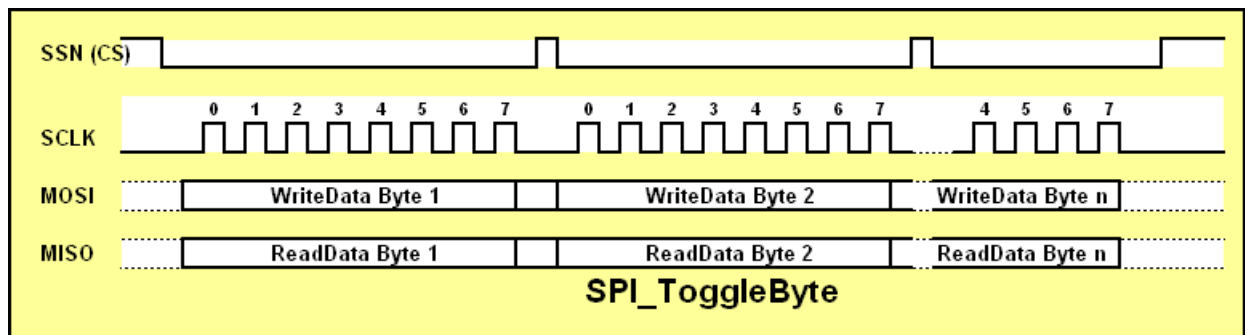 SSN (CS)
0 1 2 3 4 5 6 7 0 1 2 3 4 5 6 7 4 5 6 7
SCLK
MOSI WriteData Byte 1 WriteData Byte 2 WriteData Byte n
MISO ReadData Byte 1 ReadData Byte 2 ReadData Byte n
SPI_ToggleByte